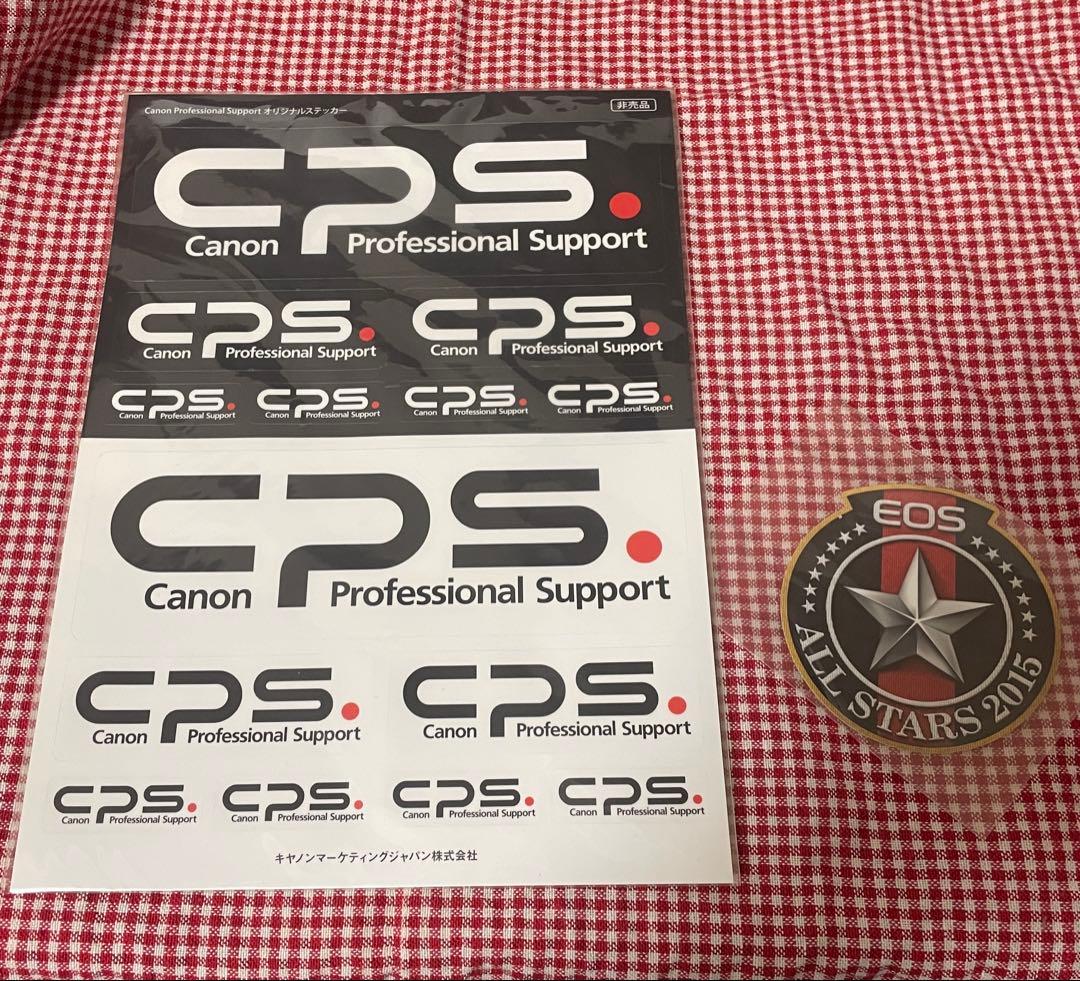 Canon Professional Support オリジナルステッカー
非売品
CPS.
Canon Professional Support
CPS. CPS.
Canon Professional Support Canon Professional Support
CPS. CPS. CPS. CPS.
Canon Professional Support Canon Professional Support Canon Professional Support Canon Professional Support
CPS.
Canon Professional Support
CPS. CPS.
Canon Professional Support Canon Professional Support
CPS. CPS. CPS. CPS.
Canon Professional Support Canon Professional Support Canon Professional Support Canon Professional Support
キヤノンマーケティングジャパン株式会社
EOS
ALL STARS 2015